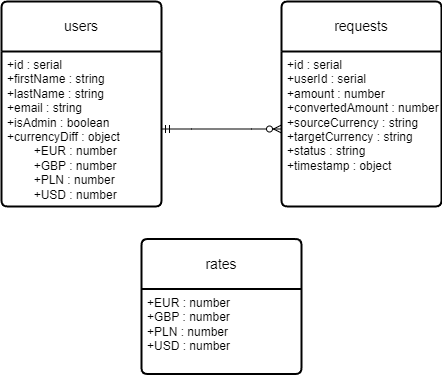 users
+id : serial
+firstName : string
+lastName : string
+email : string
+isAdmin : boolean
+currencyDiff : object
+EUR : number
+GBP : number
+PLN : number
+USD : number
requests
+id : serial
+userId : serial
+amount : number
+convertedAmount : number
+sourceCurrency : string
+targetCurrency : string
+status : string
+timestamp : object
rates
+EUR : number
+GBP : number
+PLN : number
+USD : number